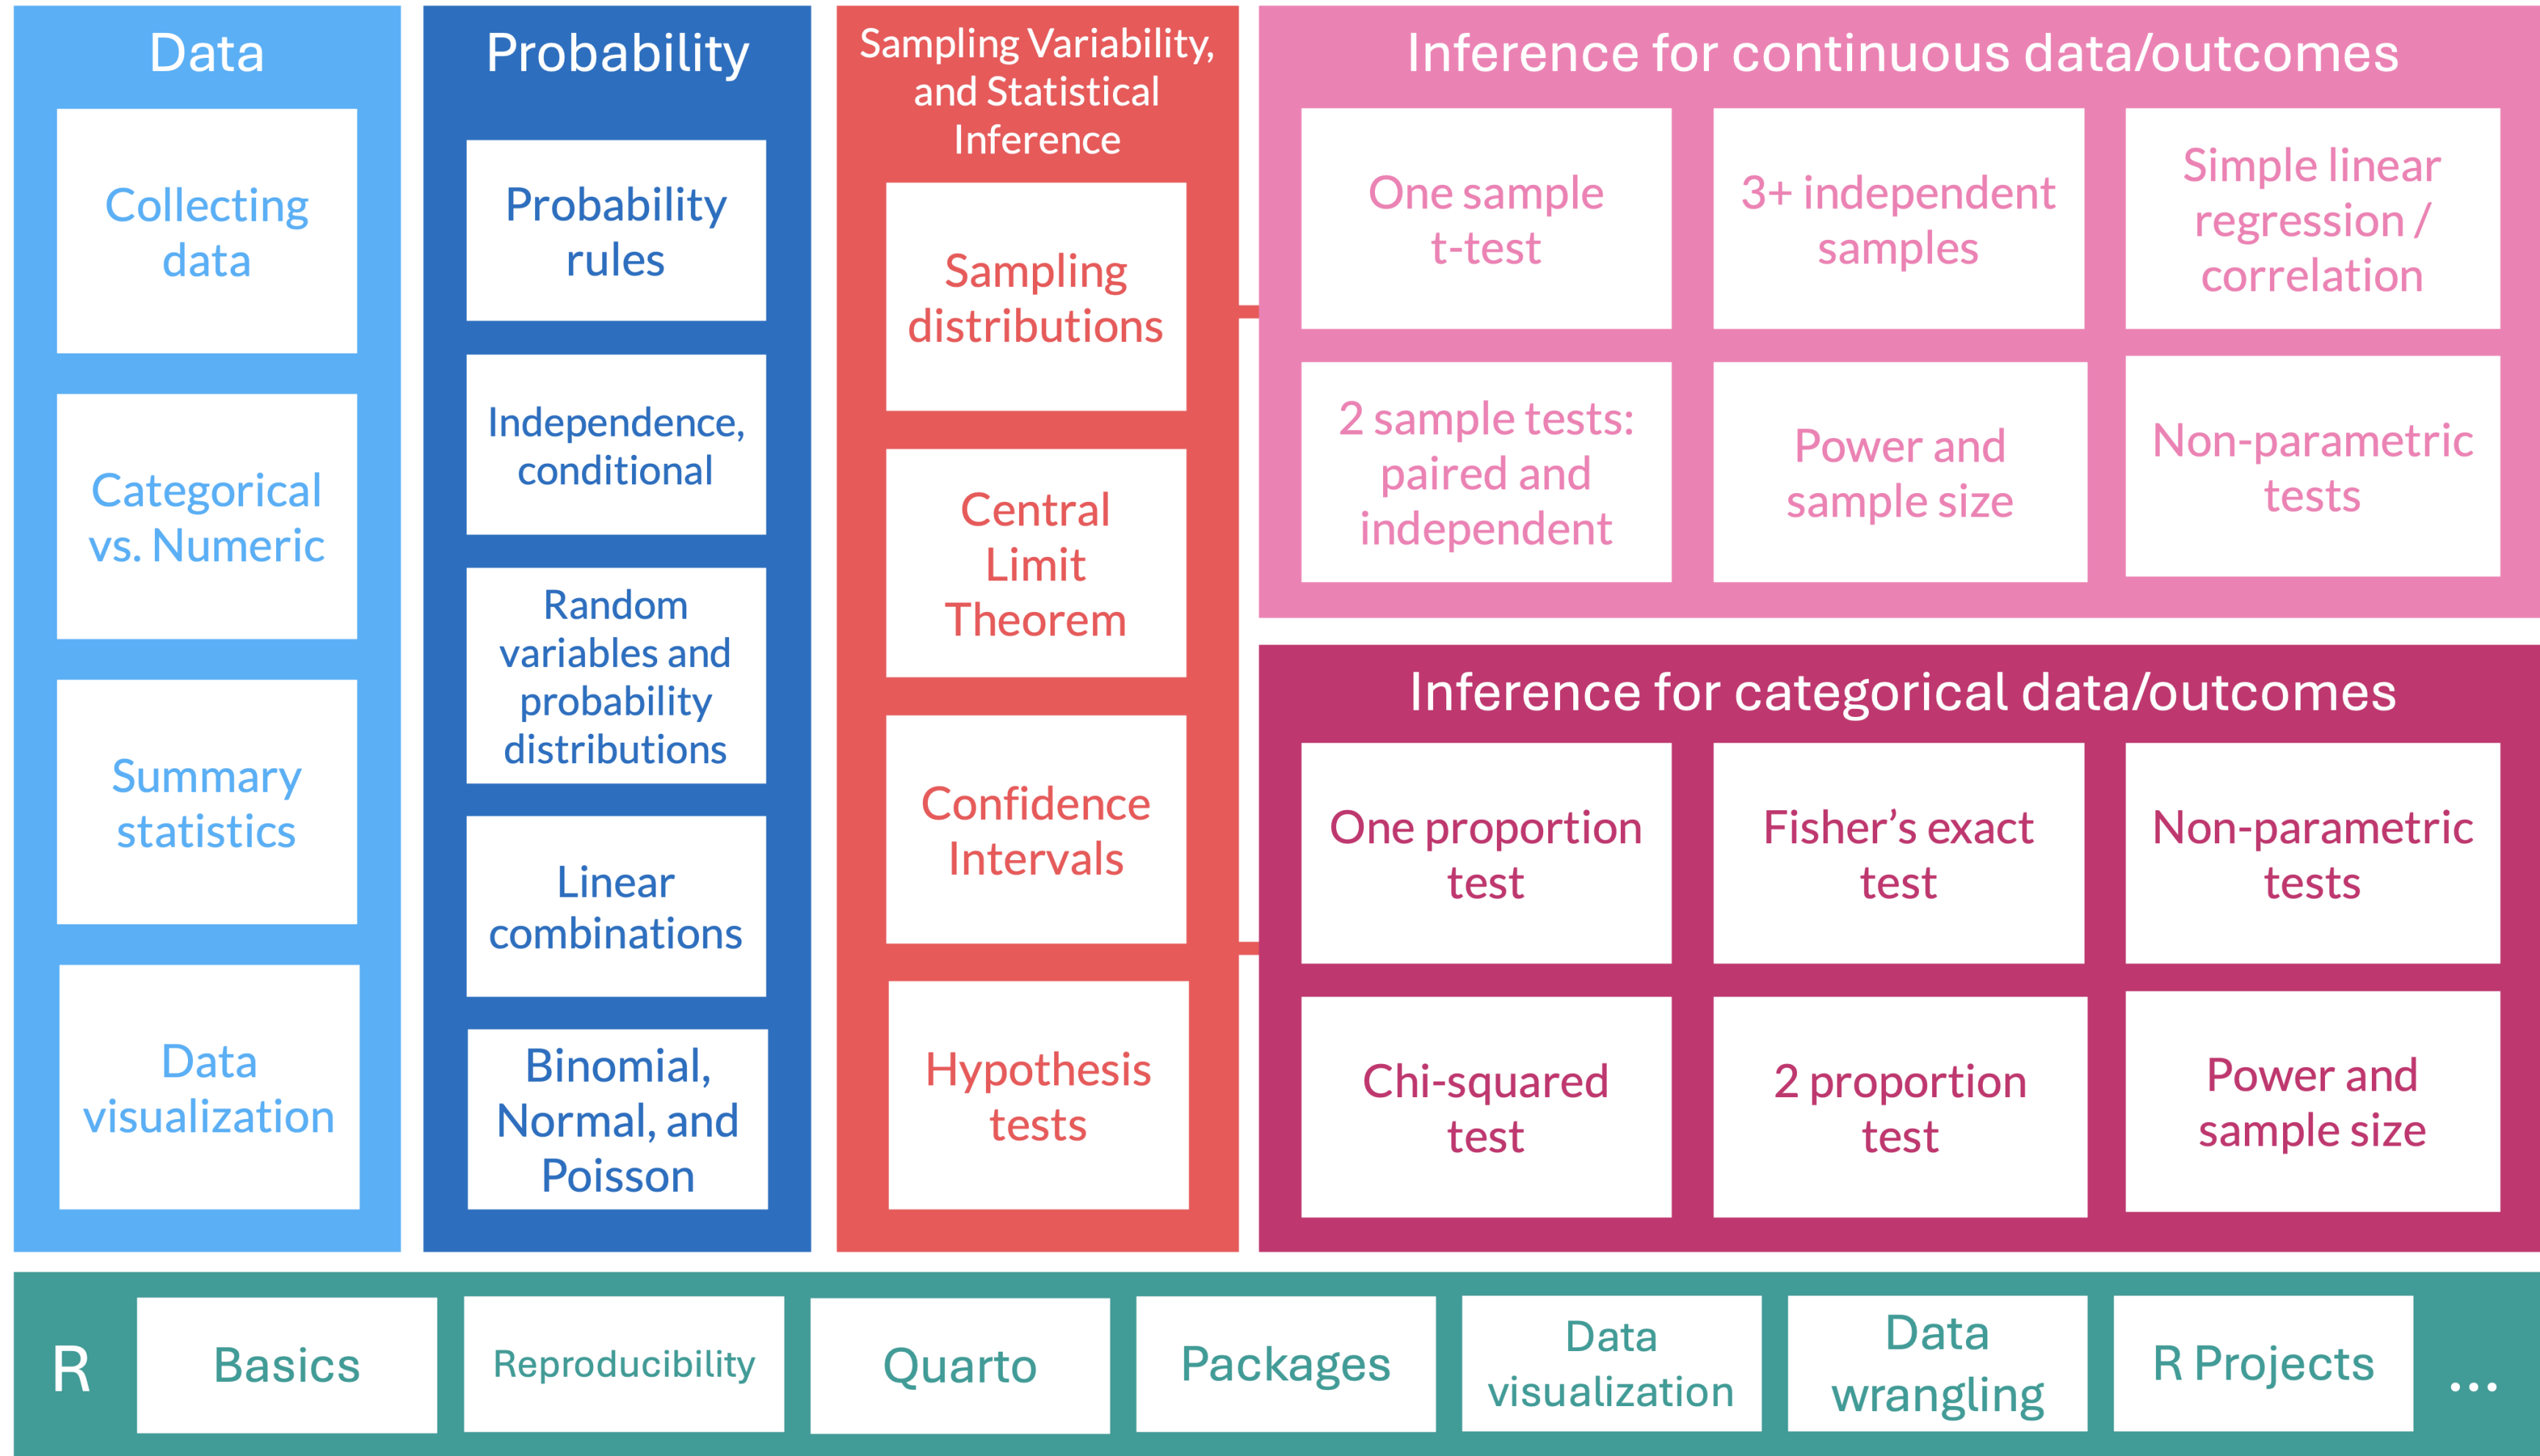 Data
Collecting
data
Categorical
vs. Numeric
Summary
statistics
Data
visualization
Probability
Probability
rules
Independence,
conditional
Random
variables and
probability
distributions
Linear
combinations
Binomial,
Normal, and
Poisson
Sampling Variability,
and Statistical
Inference
Sampling
distributions
Central
Limit
Theorem
Confidence
Intervals
Hypothesis
tests
Inference for continuous data/outcomes
One sample
t-test
3+ independent
samples
Simple linear
regression /
correlation
2 sample tests:
paired and
independent
Power and
sample size
Non-parametric
tests
Inference for categorical data/outcomes
One proportion
test
Fisher’s exact
test
Non-parametric
tests
Chi-squared
test
2 proportion
test
Power and
sample size
R
Basics
Reproducibility
Quarto
Packages
Data
visualization
Data
wrangling
R Projects
...